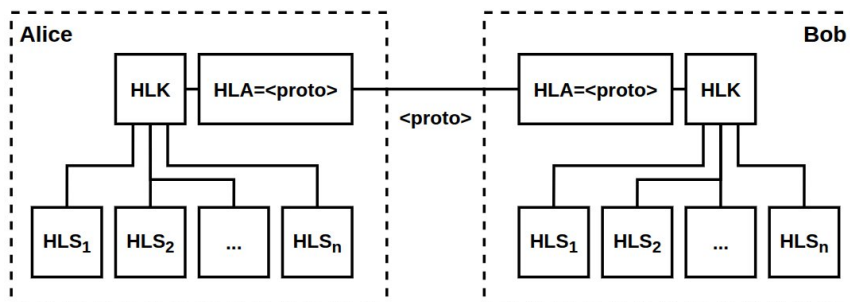 Alice
Bob
HLK
HLA=<proto>
<proto>
HLA=<proto>
HLK
HLS1
HLS2
...
HLSn
HLS1
HLS2
...
HLSn